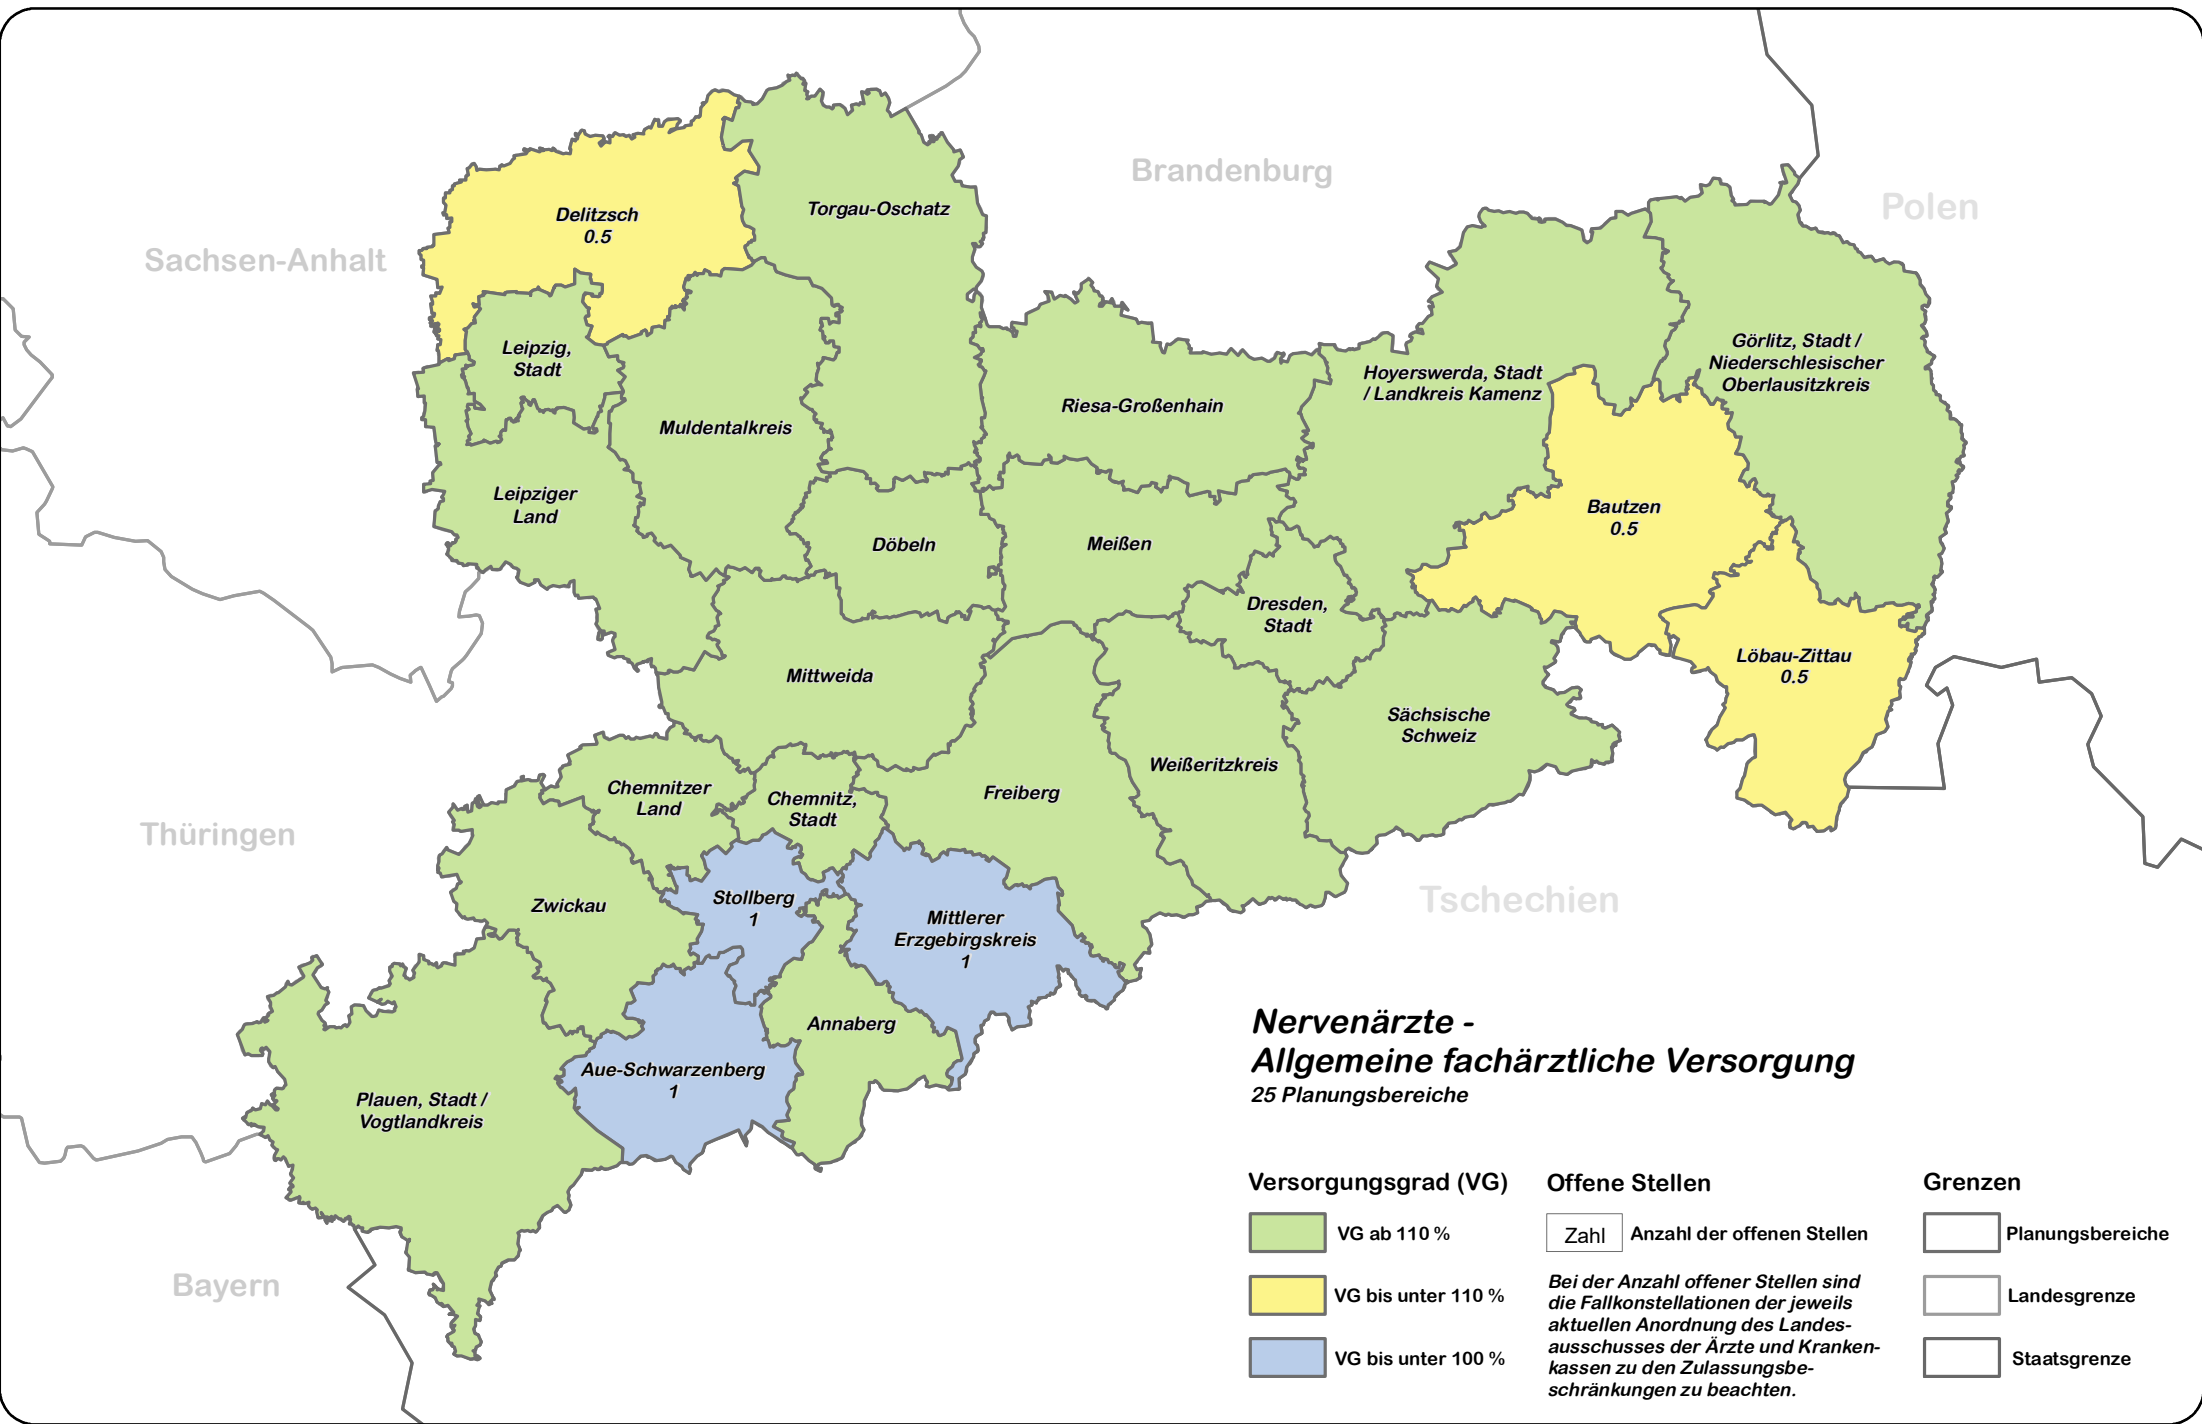 Brandenburg
Polen
Sachsen-Anhalt
Thüringen
Tschechien
Bayern
Delitzsch
0.5
Torgau-Oschatz
Leipzig,
Stadt
Muldentalkreis
Leipziger
Land
Riesa-Großenhain
Hoyerswerda, Stadt
/ Landkreis Kamenz
Görlitz, Stadt /
Niederschlesischer
Oberlausitzkreis
Bautzen
0.5
Döbeln
Meißen
Dresden,
Stadt
Löbau-Zittau
0.5
Mittweida
Sächsische
Schweiz
Weißeritzkreis
Freiberg
Chemnitzer
Land
Chemnitz,
Stadt
Zwickau
Stollberg
1
Mittlerer
Erzgebirgskreis
1
Annaberg
Aue-Schwarzenberg
1
Plauen, Stadt /
Vogtlandkreis
Nervenärzte -
Allgemeine fachärztliche Versorgung
25 Planungsbereiche
Versorgungsgrad (VG)
VG ab 110 %
VG bis unter 110 %
VG bis unter 100 %
Offene Stellen
Zahl Anzahl der offenen Stellen
Bei der Anzahl offener Stellen sind
die Fallkonstellationen der jeweils
aktuellen Anordnung des Landes-
ausschusses der Ärzte und Kranken-
kassen zu den Zulassungsbe-
schränkungen zu beachten.
Grenzen
Planungsbereiche
Landesgrenze
Staatsgrenze